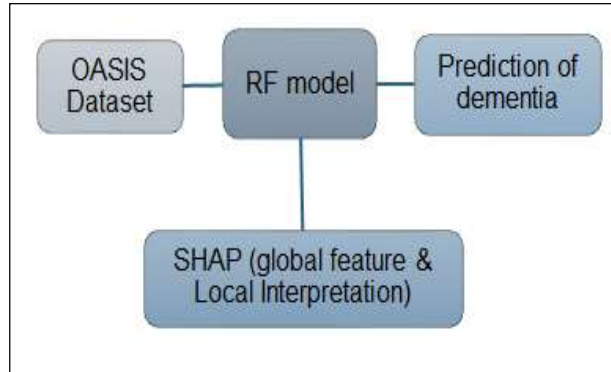 OASIS
Dataset
RF model
Prediction of
dementia
SHAP (global feature &
Local Interpretation)